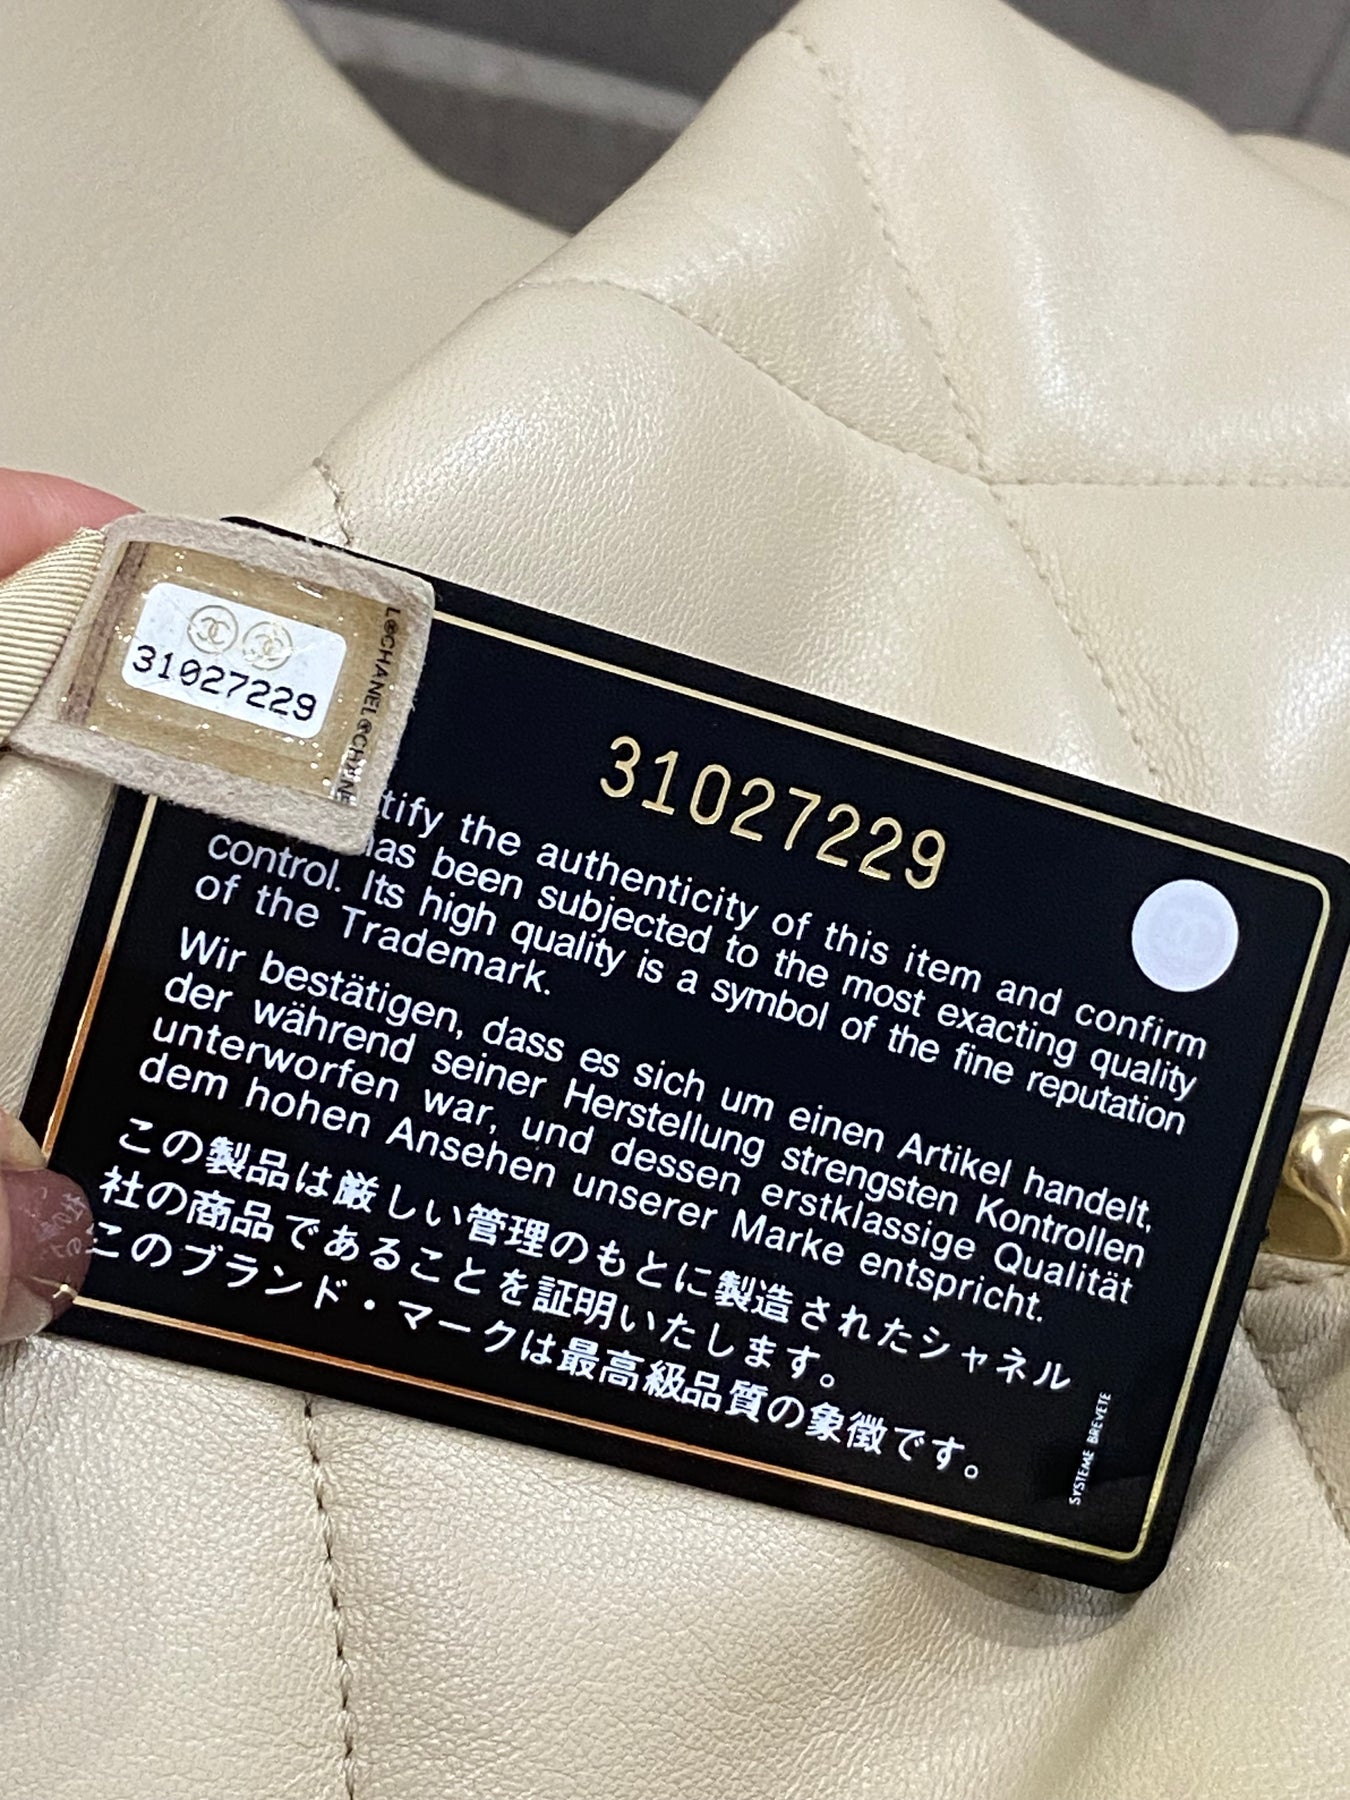 31027229
L©CHANEL©CHANE
31027229
tify the authenticity of this item and confirm
has been subjected to the most exacting quality
control. Its high quality is a symbol of the fine reputation
of the Trademark.
Wir bestätigen, dass es sich um einen Artikel handelt,
der während seiner Herstellung strengsten Kontrollen
unterworfen war, und dessen erstklassige Qualität
dem hohen Ansehen unserer Marke entspricht.
この製品は厳しい管理のもとに製造されたシャネル
社の商品であることを証明いたします。
このブランド・マークは最高級品質の象徴です。
SYSTEME BREVETE